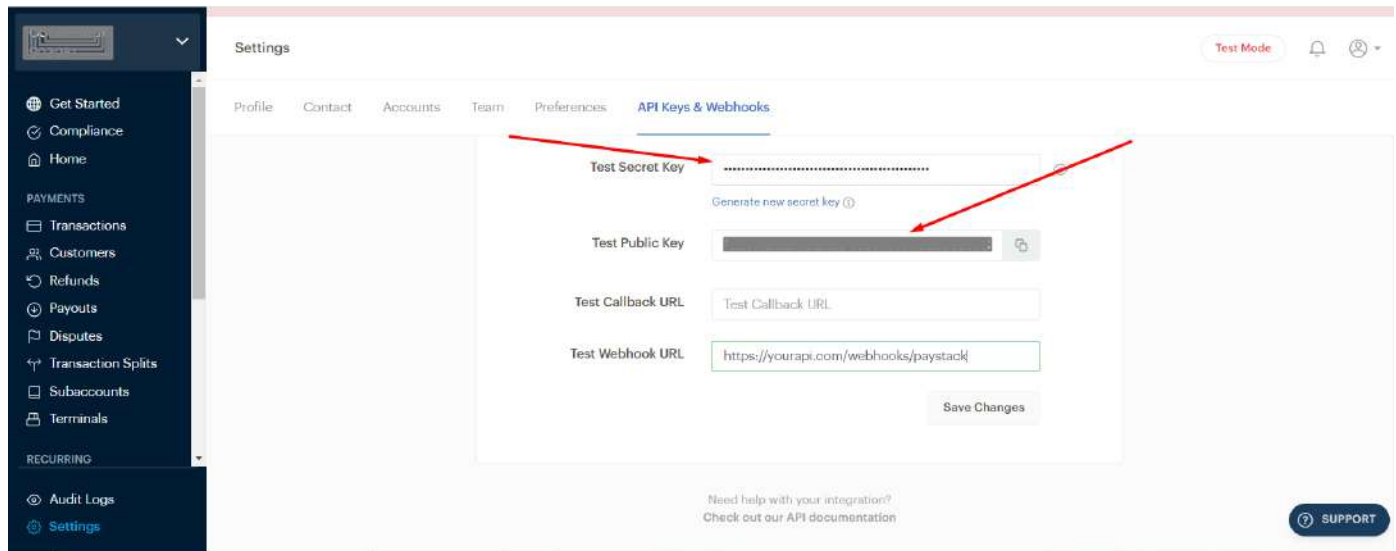 Settings
Test Mode
Get Started
Compliance
Home
PAYMENTS
Transactions
Customers
Refunds
Payouts
Disputes
Transaction Splits
Subaccounts
Terminals
RECURRING
Audit Logs
Settings
Profile Contact Accounts Team Preferences API Keys & Webhooks
Test Secret Key
Generate new secret key
Test Public Key
Test Callback URL Test Callback URL
Test Webhook URL https://yourapi.com/webhooks/paystack
Save Changes
Need help with your integration?
Check out our API documentation
SUPPORT